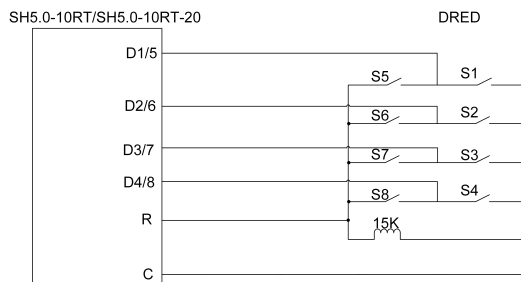 SH5.0-10RT/SH5.0-10RT-20 DRED
D1/5
S5 S1
D2/6
S6 S2
D3/7
S7 S3
D4/8
S8 S4
R
15K
C